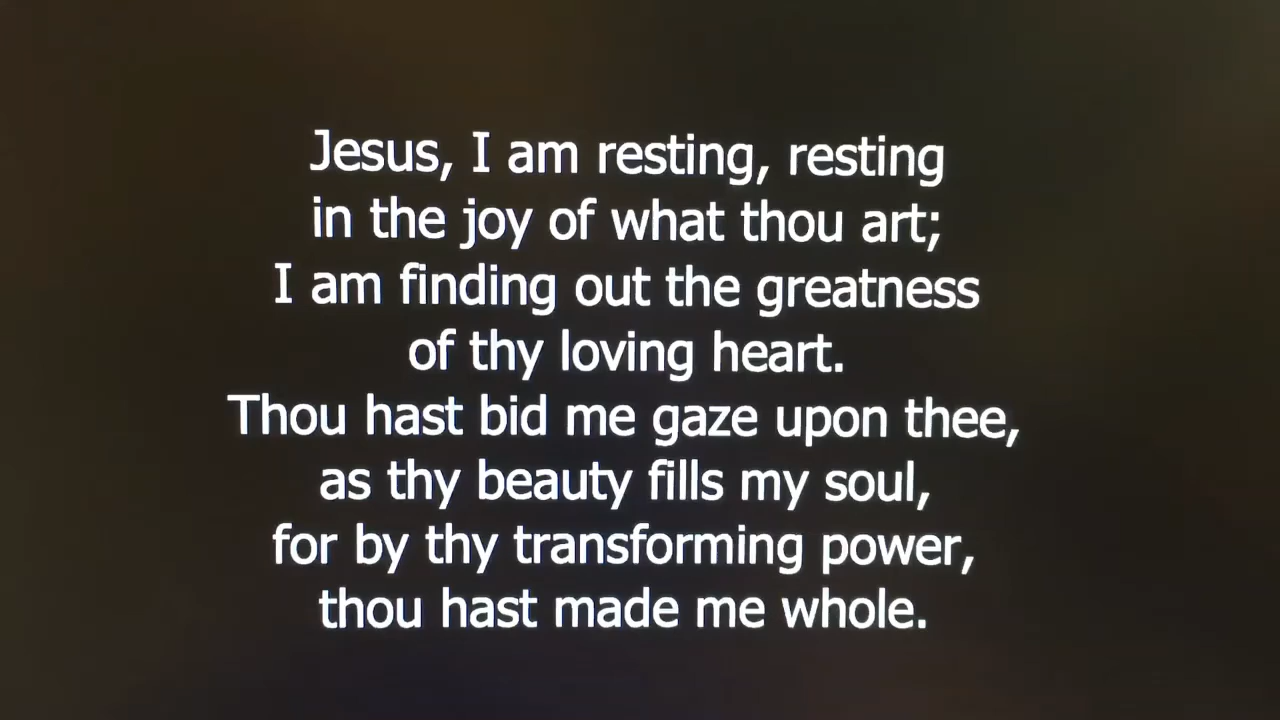 Jesus, I am resting, resting
in the joy of what thou art;
I am finding out the greatness
of thy loving heart.
Thou hast bid me gaze upon thee,
as thy beauty fills my soul,
for by thy transforming power,
thou hast made me whole.